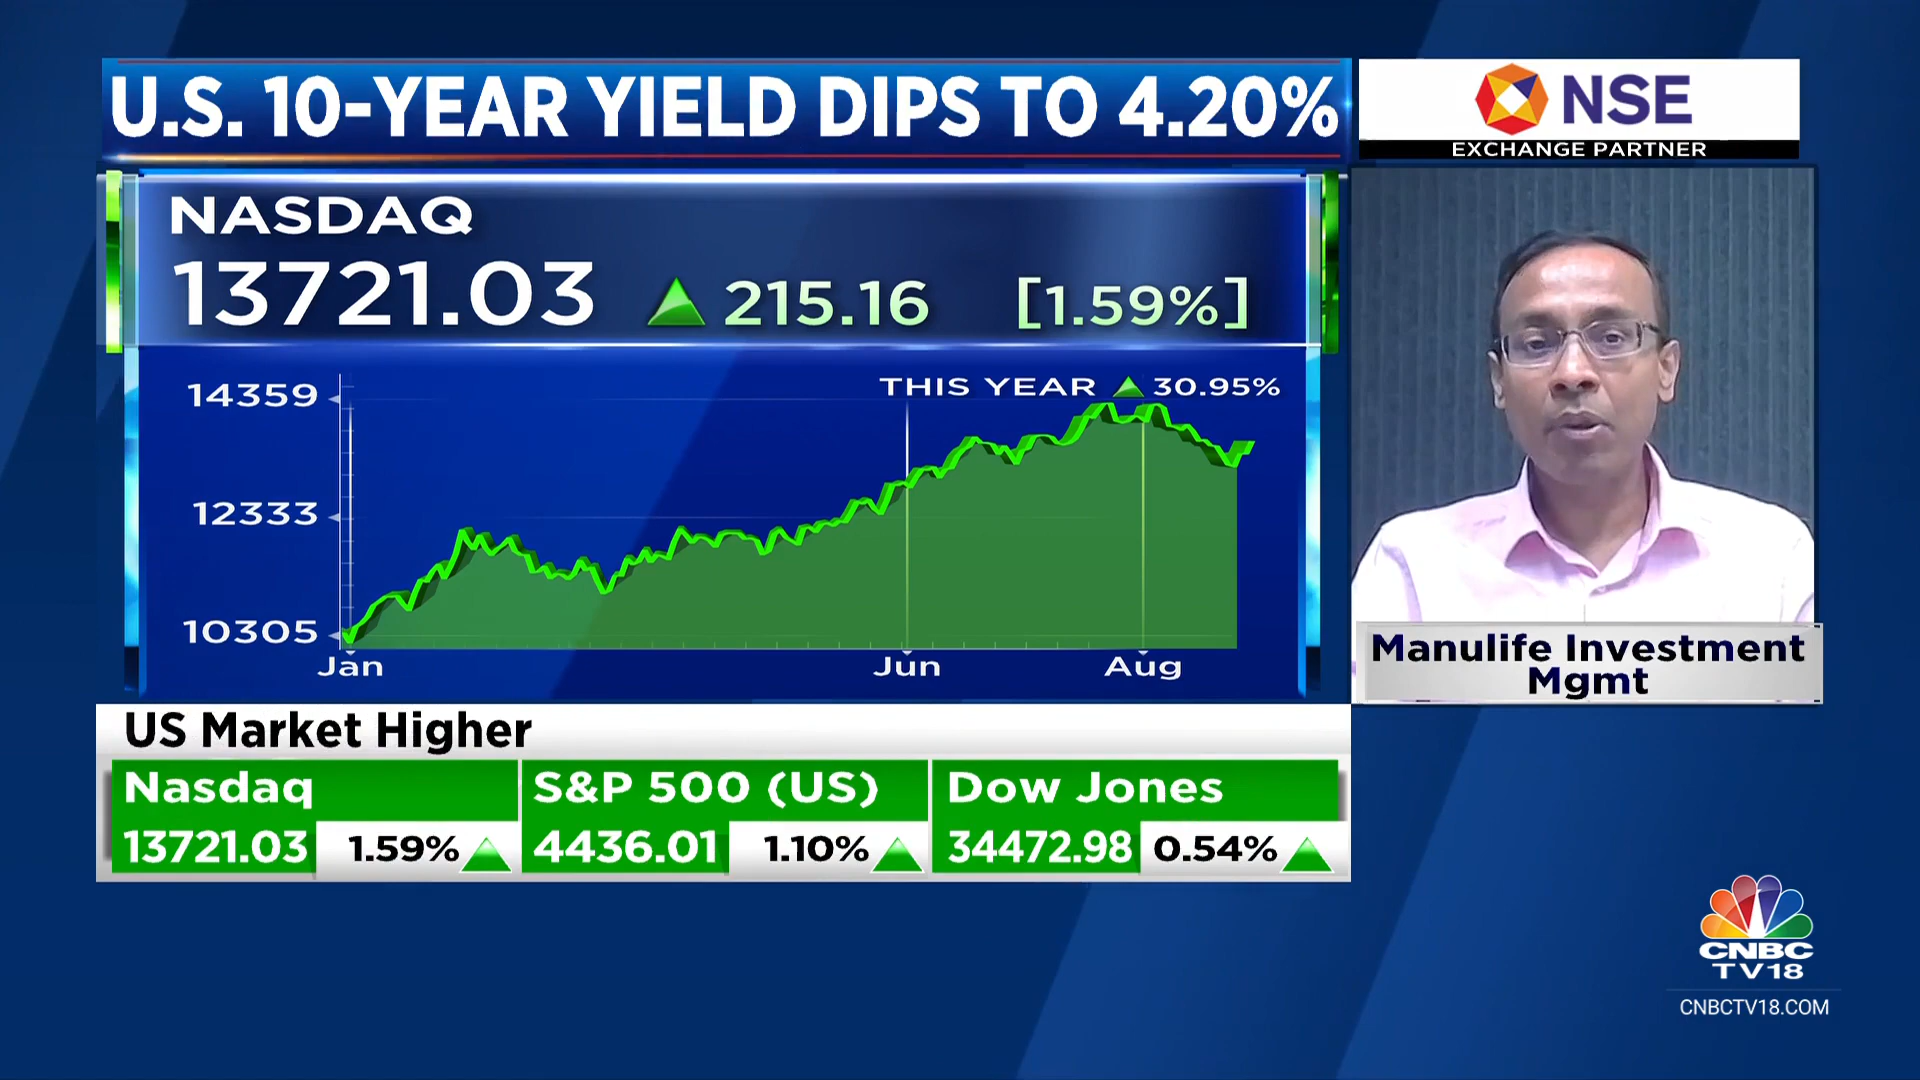 U.S. 10-YEAR YIELD DIPS TO 4.20%
NSE
EXCHANGE PARTNER
NASDAQ
13721.03 215.16 [1.59%]
THIS YEAR 30.95%
14359
12333
10305
Jan Jun Aug
Manulife Investment
Mgmt
US Market Higher
Nasdaq
13721.03 1.59%
S&P 500 (US)
4436.01 1.10%
Dow Jones
34472.98 0.54%
CNBC
TV18
CNBCTV18.COM